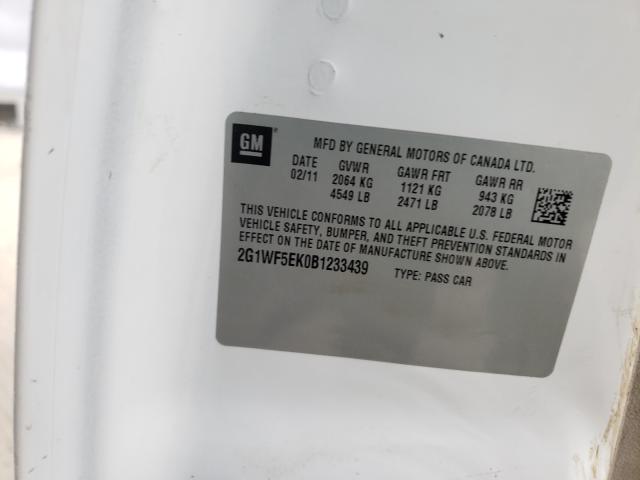 GM
MFD BY GENERAL MOTORS OF CANADA LTD.
DATE GVWR GAWR FRT GAWR RR
02/11 2064 KG 1121 KG 943 KG
4549 LB 2471 LB 2078 LB
THIS VEHICLE CONFORMS TO ALL APPLICABLE U.S. FEDERAL MOTOR
VEHICLE SAFETY, BUMPER, AND THEFT PREVENTION STANDARDS IN
EFFECT ON THE DATE OF MANUFACTURE SHOWN ABOVE.
2G1WF5EK0B1233439 TYPE: PASS CAR